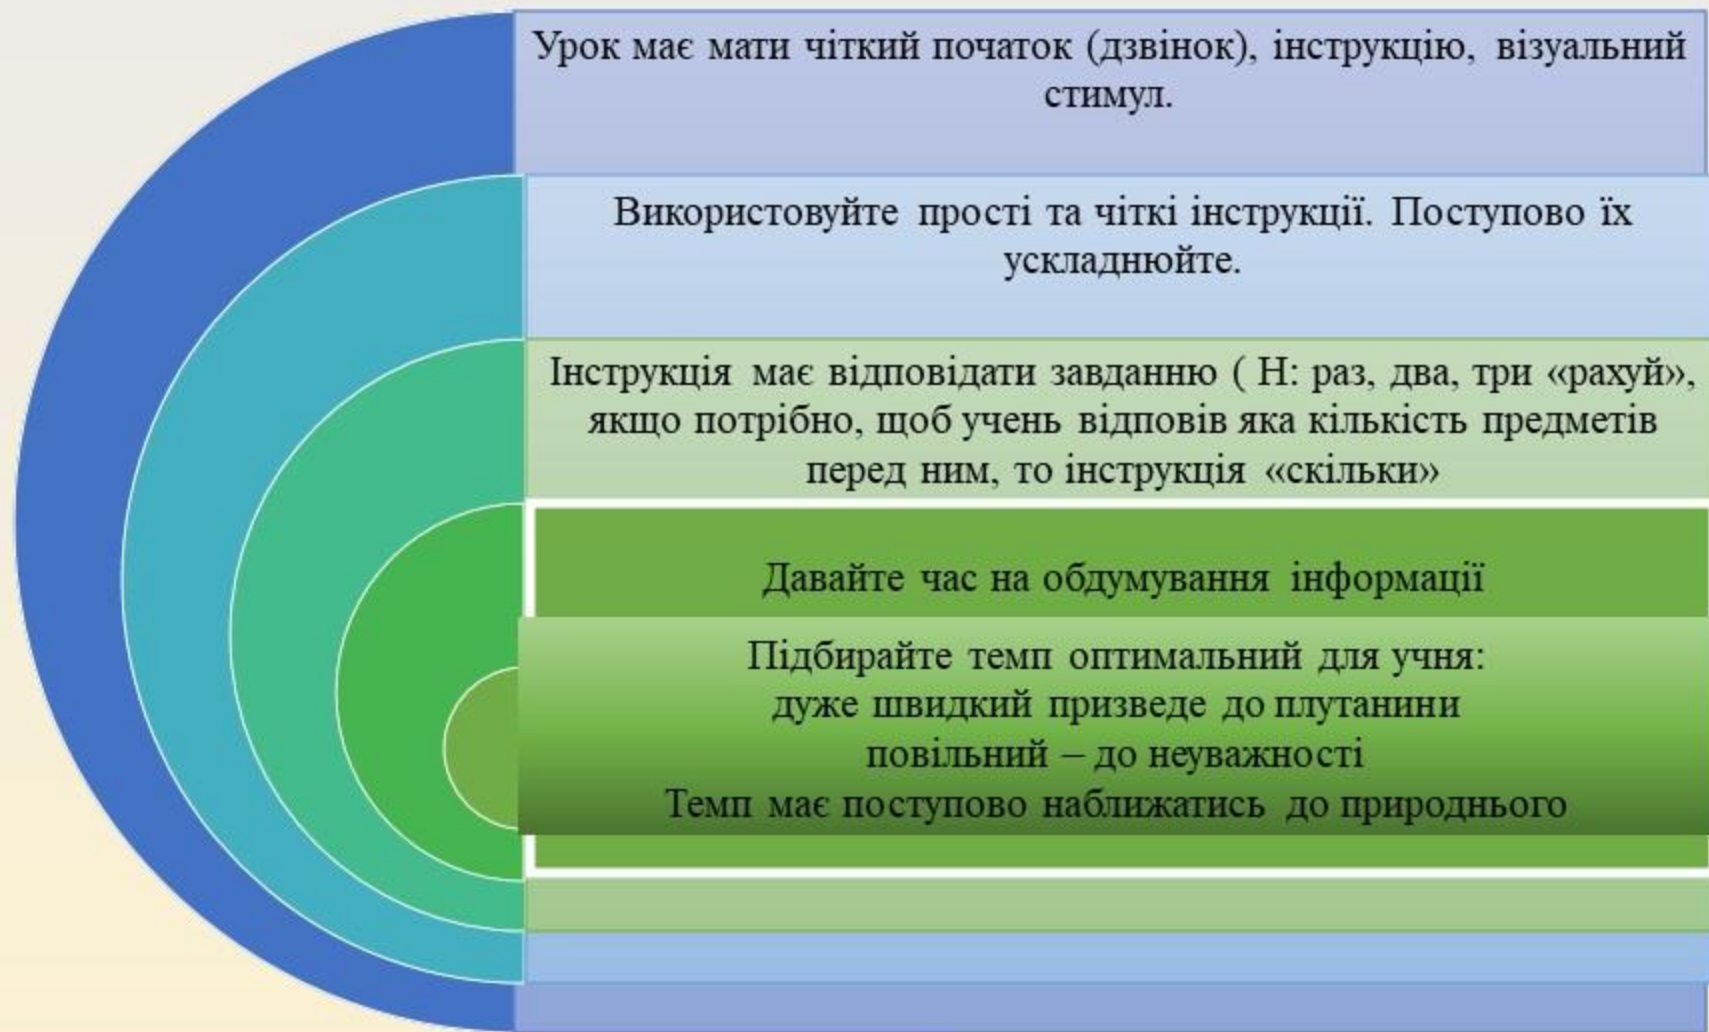 Урок має мати чіткий початок (дзвінок), інструкцію, візуальний
стимул.
Використовуйте прості та чіткі інструкції. Поступово їх
ускладнюйте.
Інструкція має відповідати завданню ( Н: раз, два, три «рахуй»,
якщо потрібно, щоб учень відповів яка кількість предметів
перед ним, то інструкція «скільки»
Давайте час на обдумування інформації
Підбирайте темп оптимальний для учня:
дуже швидкий призведе до плутанини
повільний – до неуважності
Темп має поступово наближатись до природнього